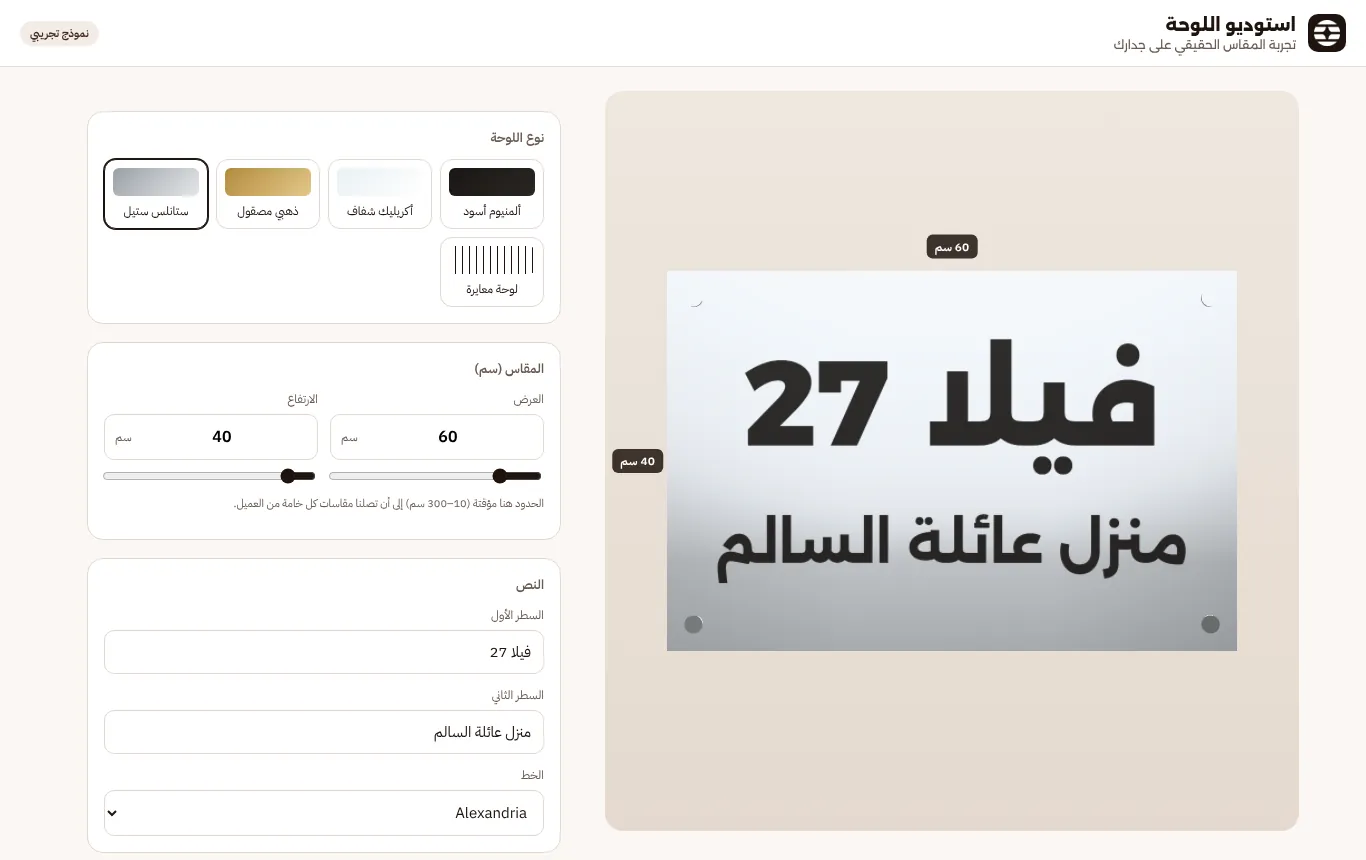 استوديو اللوحة
تجربة المقاس الحقيقي على جدارك
نموذج تجريبي
60 سم
40 سم
فيلا 27
منزل عائلة السالم
نوع اللوحة
ألمنيوم أسود
أكريليك شفاف
ذهبي مصقول
ستانلس ستيل
لوحة معايرة
المقاس (سم)
العرض
60 سم
الارتفاع
40 سم
الحدود هنا مؤقتة (10–300 سم) إلى أن تصلنا مقاسات كل خامة من العميل.
النص
السطر الأول
فيلا 27
السطر الثاني
منزل عائلة السالم
الخط
Alexandria